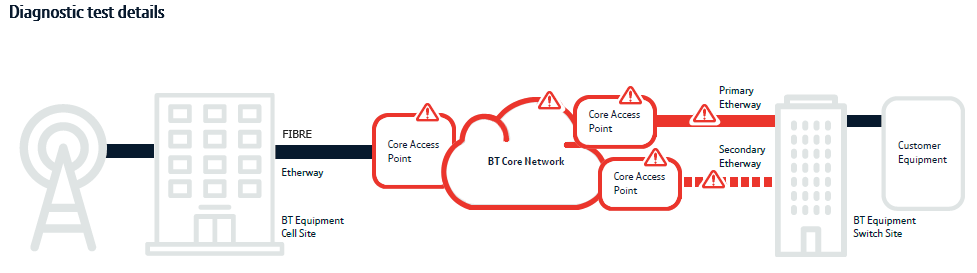 Diagnostic test details
FIBRE
Etherway
BT Equipment
Cell Site
Core Access
Point
BT Core Network
Core Access
Point
Core Access
Point
Primary
Etherway
Secondary
Etherway
BT Equipment
Switch Site
Customer
Equipment